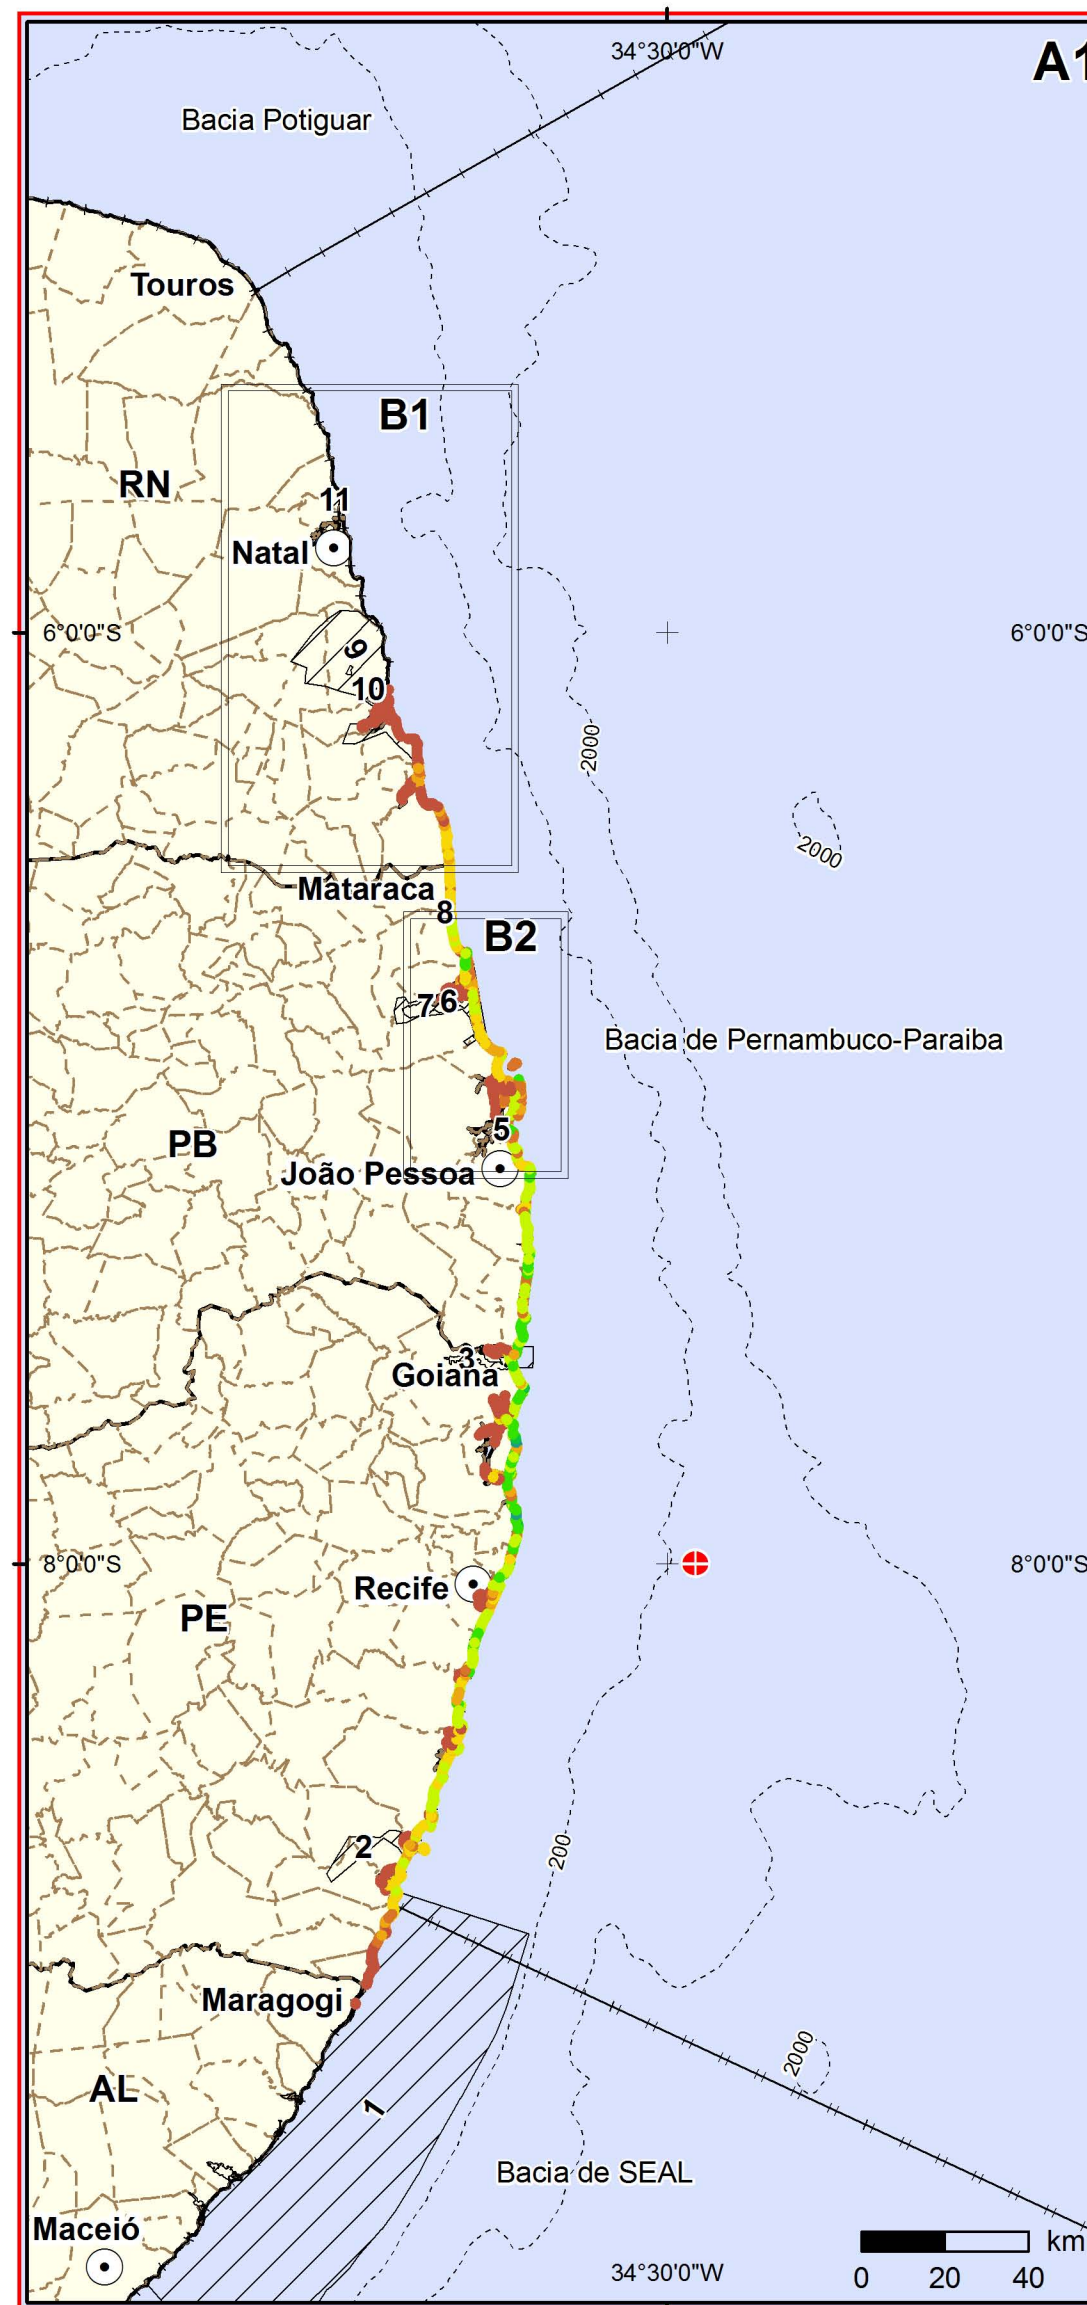 34°30'0"W
A1
Bacia Potiguar
Touros
B1
RN
11
Natal
6°0'0"S
6°0'0"S
9
10
2000
2000
Mataraca
8
B2
7
6
Bacia de Pernambuco-Paraiba
5
PB
João Pessoa
3
Goiana
8°0'0"S
8°0'0"S
Recife
PE
2
200
Maragogi
2000
AL
1
Bacia de SEAL
Maceió
km
34°30'0"W
0 20 40